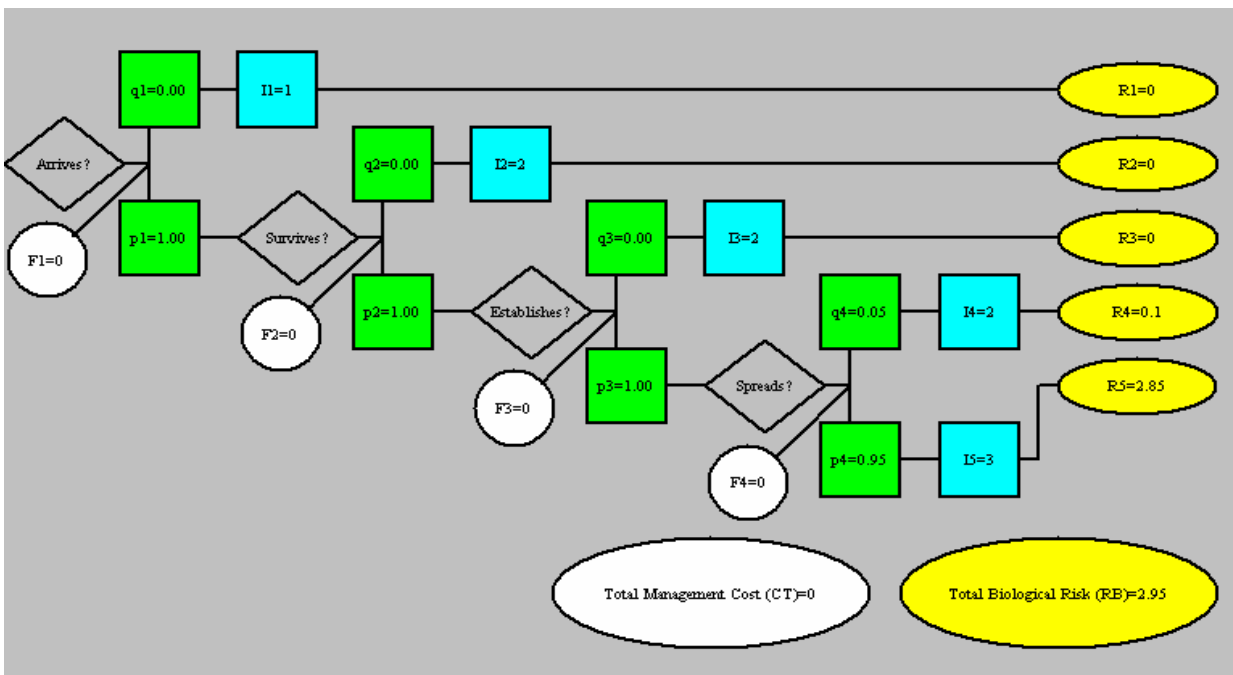 q1=0.00
I1=1
R1=0
Arrives?
q2=0.00
I2=2
R2=0
F1=0
p1=1.00
Survives?
q3=0.00
I3=2
R3=0
F2=0
p2=1.00
Establishes?
q4=0.05
I4=2
R4=0.1
F3=0
p3=1.00
Spreads?
R5=2.85
F4=0
p4=0.95
I5=3
Total Management Cost (CT)=0
Total Biological Risk (RB)=2.95